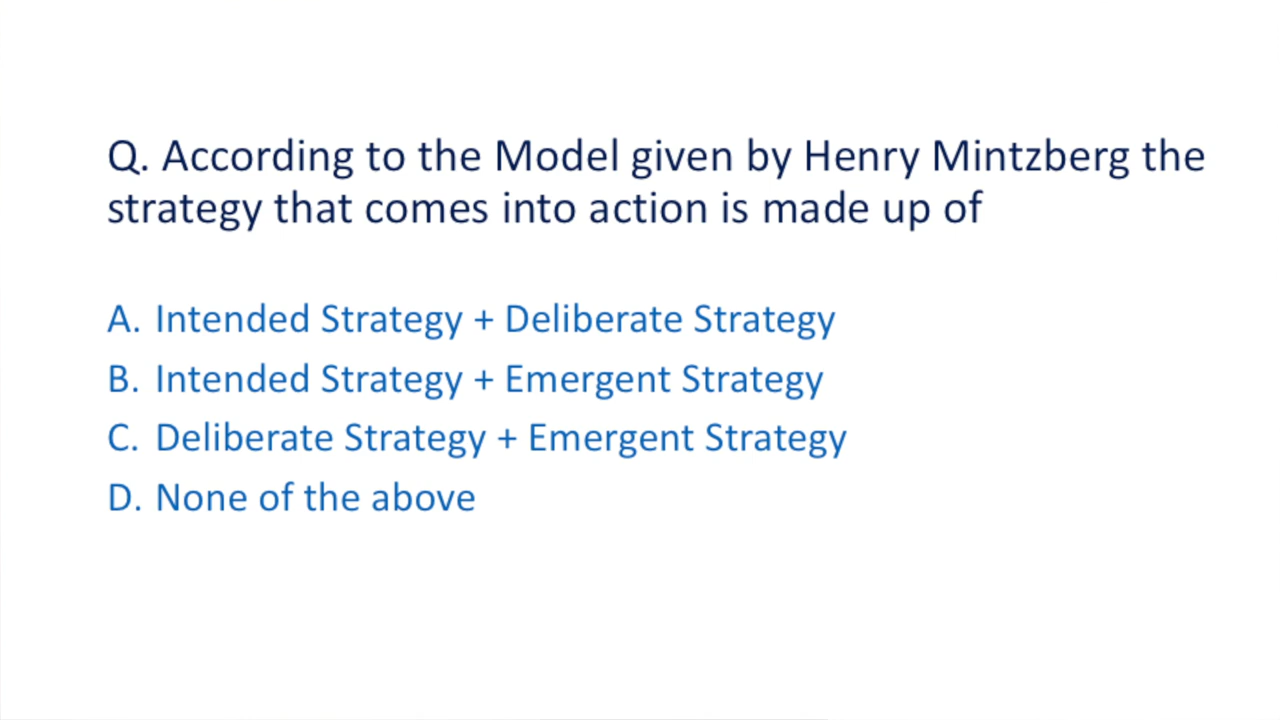 Q. According to the Model given by Henry Mintzberg the
strategy that comes into action is made up of
A. Intended Strategy + Deliberate Strategy
B. Intended Strategy + Emergent Strategy
C. Deliberate Strategy + Emergent Strategy
D. None of the above